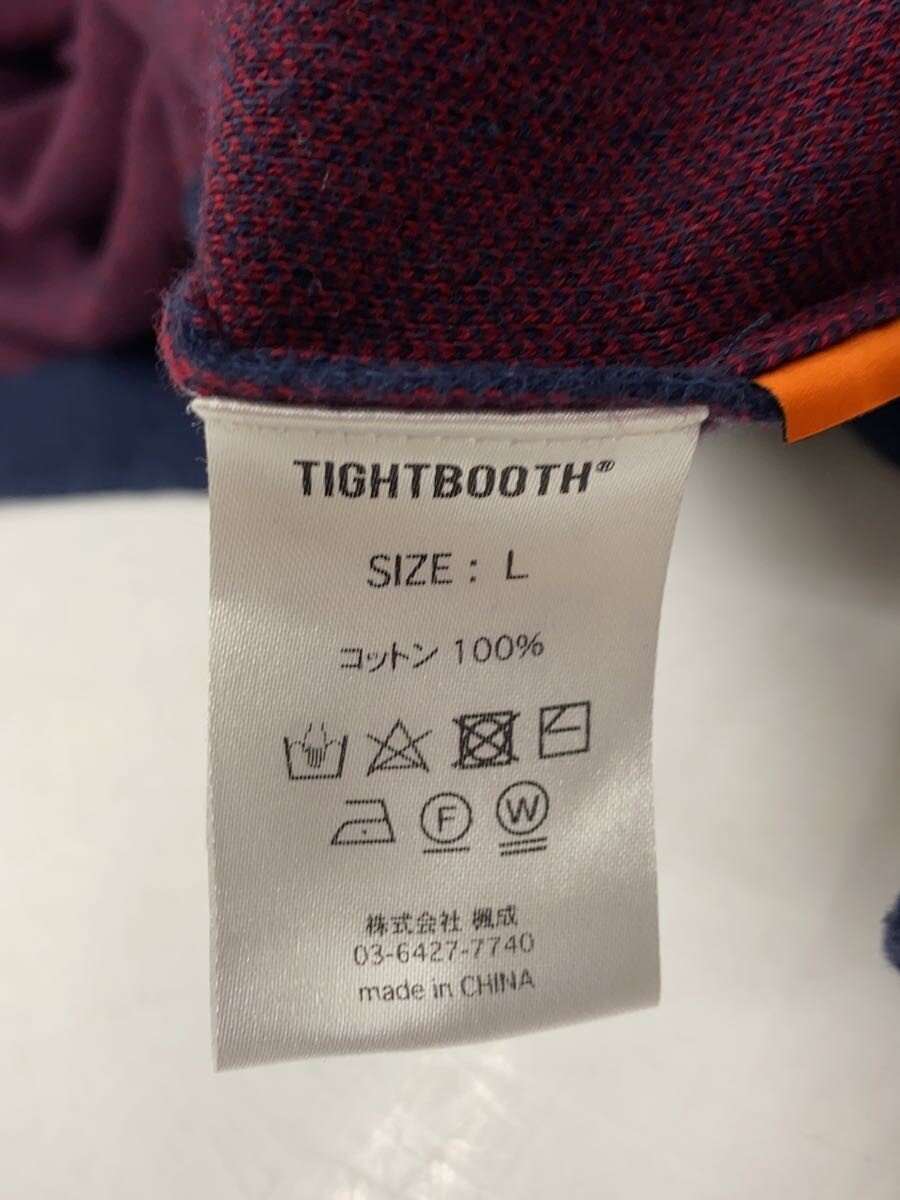 TIGHTBOOTH®
SIZE : L
コットン 100%
F W
株式会社 楓成
03-6427-7740
made in CHINA